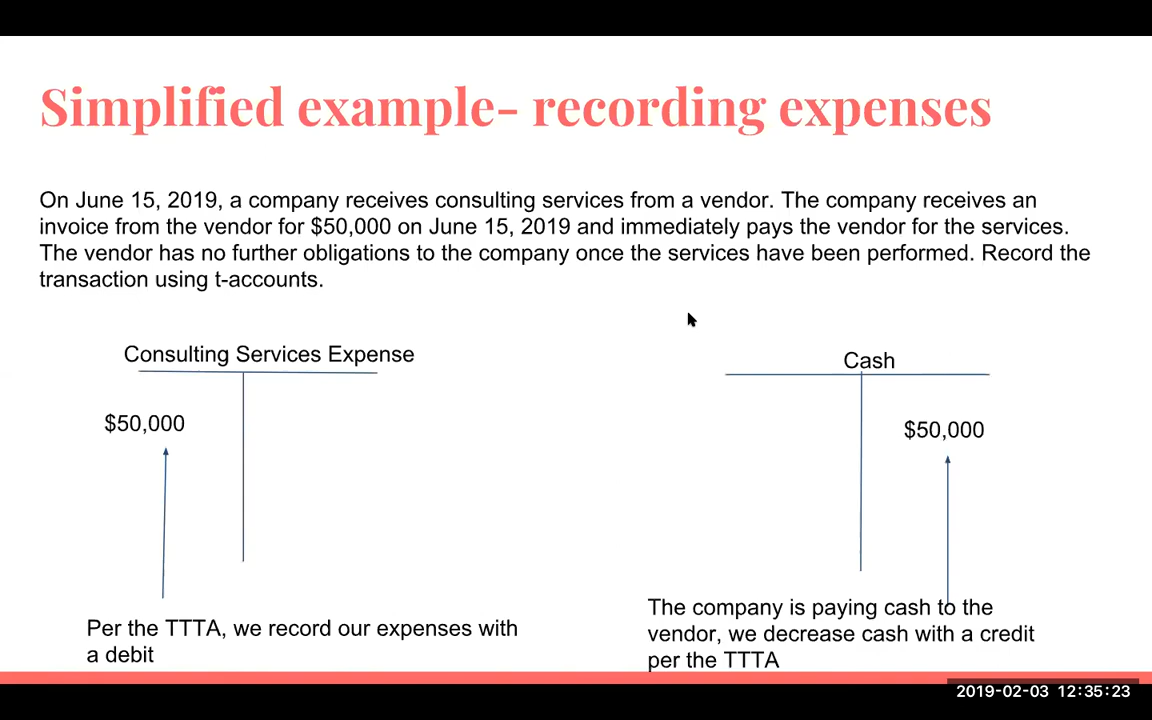 Simplified example- recording expenses
On June 15, 2019, a company receives consulting services from a vendor. The company receives an
invoice from the vendor for $50,000 on June 15, 2019 and immediately pays the vendor for the services.
The vendor has no further obligations to the company once the services have been performed. Record the
transaction using t-accounts.
Consulting Services Expense
$50,000
Per the TTTA, we record our expenses with
a debit
Cash
$50,000
The company is paying cash to the
vendor, we decrease cash with a credit
per the TTTA
2019-02-03 12:35:23